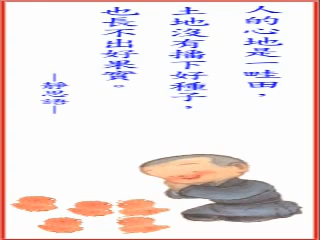 人的心地是一畦田，
土地沒有播下好種子，
也長不出好果實。
－靜思語－